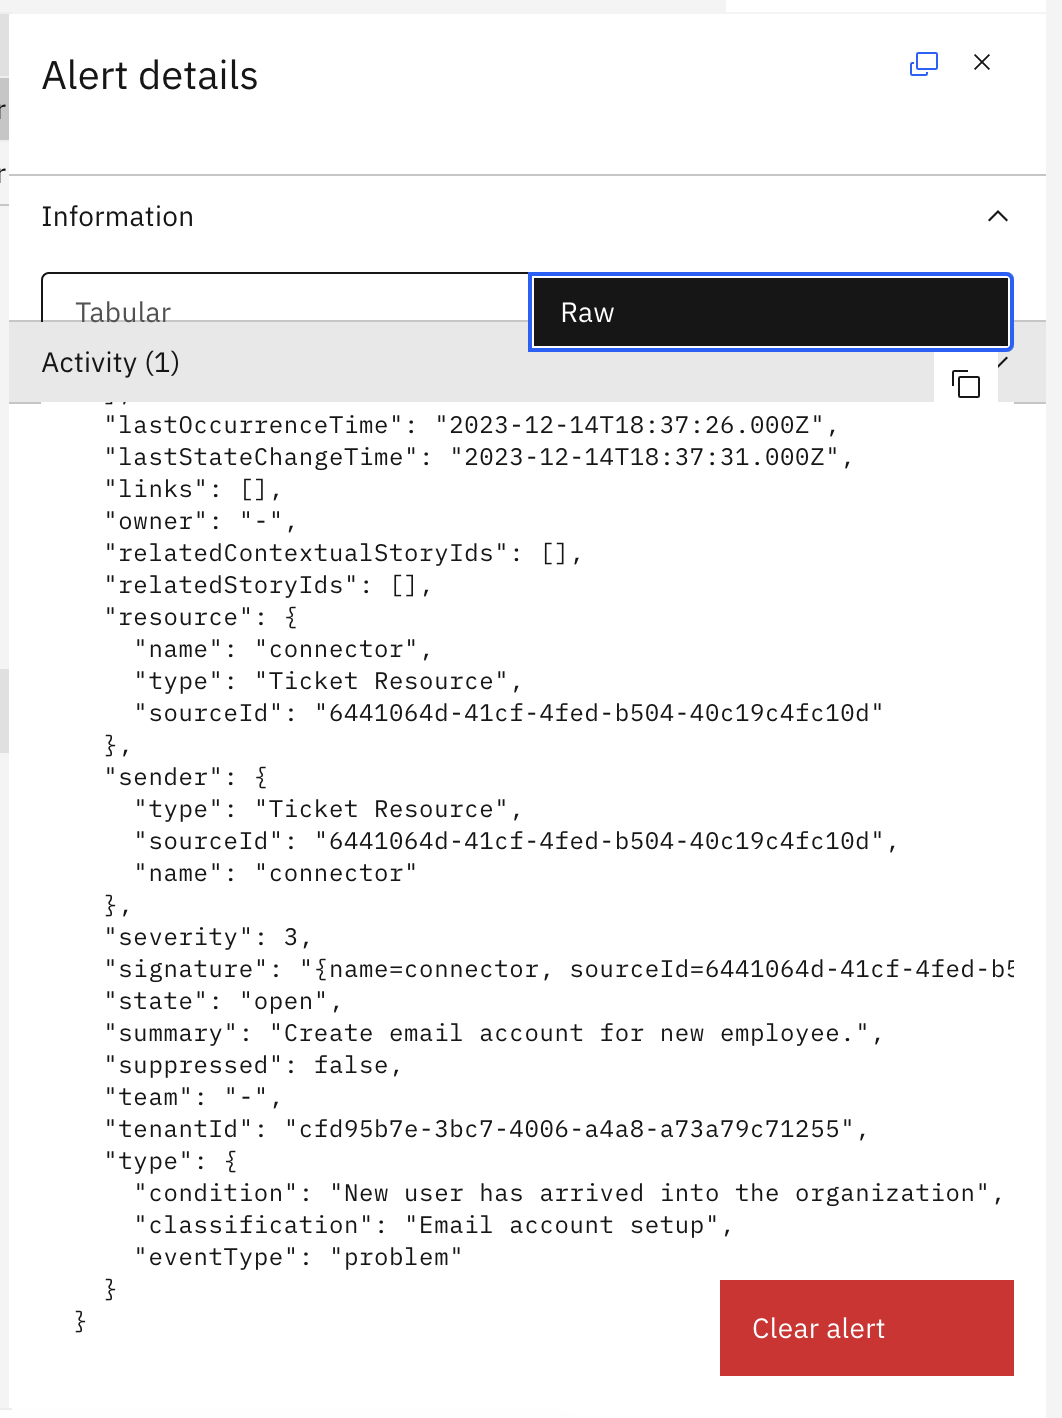 Alert details
Information
Tabular
Raw
Activity (1)
"lastOccurrenceTime": "2023-12-14T18:37:26.000Z",
"lastStateChangeTime": "2023-12-14T18:37:31.000Z",
"links": [],
"owner": "-",
"relatedContextualStoryIds": [],
"relatedStoryIds": [],
"resource": {
"name": "connector",
"type": "Ticket Resource",
"sourceId": "6441064d-41cf-4fed-b504-40c19c4fc10d"
},
"sender": {
"type": "Ticket Resource",
"sourceId": "6441064d-41cf-4fed-b504-40c19c4fc10d",
"name": "connector"
},
"severity": 3,
"signature": "{name=connector, sourceId=6441064d-41cf-4fed-b5
"state": "open",
"summary": "Create email account for new employee.",
"suppressed": false,
"team": "-",
"tenantId": "cfd95b7e-3bc7-4006-a4a8-a73a79c71255",
"type": {
"condition": "New user has arrived into the organization",
"classification": "Email account setup",
"eventType": "problem"
}
}
Clear alert